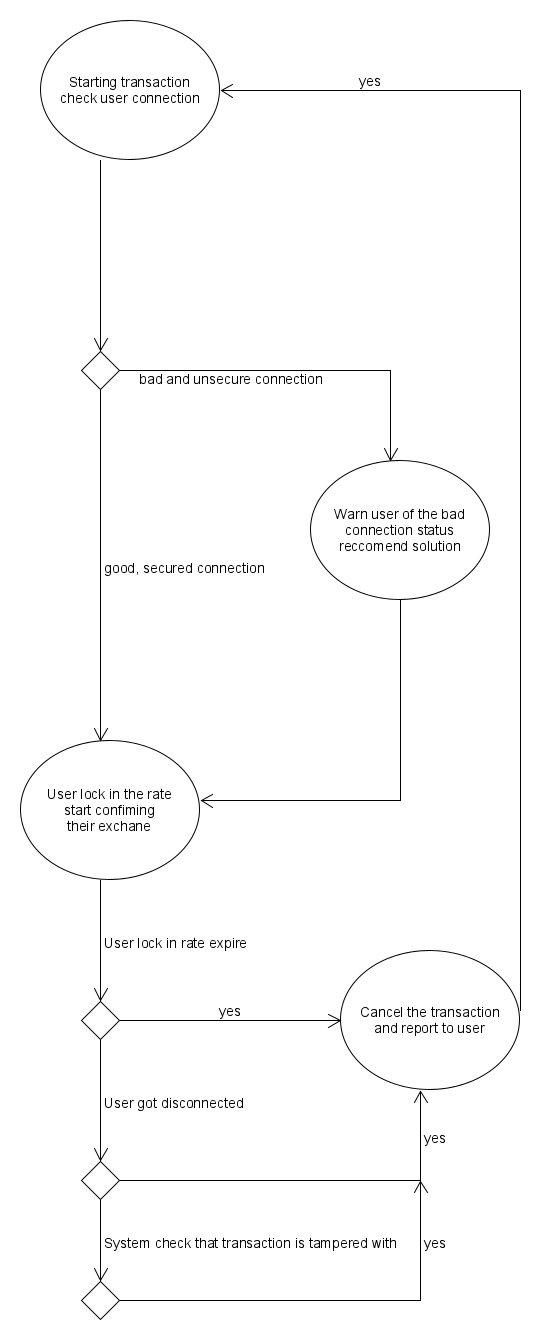 Starting transaction
check user connection
yes
bad and unsecure connection
Warn user of the bad
connection status
reccomend solution
good, secured connection
User lock in the rate
start confiming
their exchane
User lock in rate expire
yes
Cancel the transaction
and report to user
User got disconnected
yes
System check that transaction is tampered with
yes